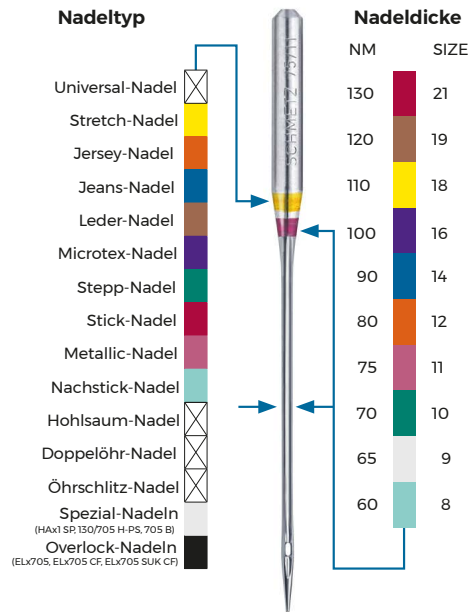 Nadeltyp
Universal-Nadel
Stretch-Nadel
Jersey-Nadel
Jeans-Nadel
Leder-Nadel
Microtex-Nadel
Stepp-Nadel
Stick-Nadel
Metallic-Nadel
Nachstick-Nadel
Hohlsaum-Nadel
Doppelöhr-Nadel
Öhrschlitz-Nadel
Spezial-Nadeln
(HAx1 SP, 130/705 H-PS, 705 B)
Overlock-Nadeln
(ELx705, ELx705 CF, ELx705 SUK CF)
SCHMETZ 75/11
Nadeldicke
NM SIZE
130 21
120 19
110 18
100 16
90 14
80 12
75 11
70 10
65 9
60 8